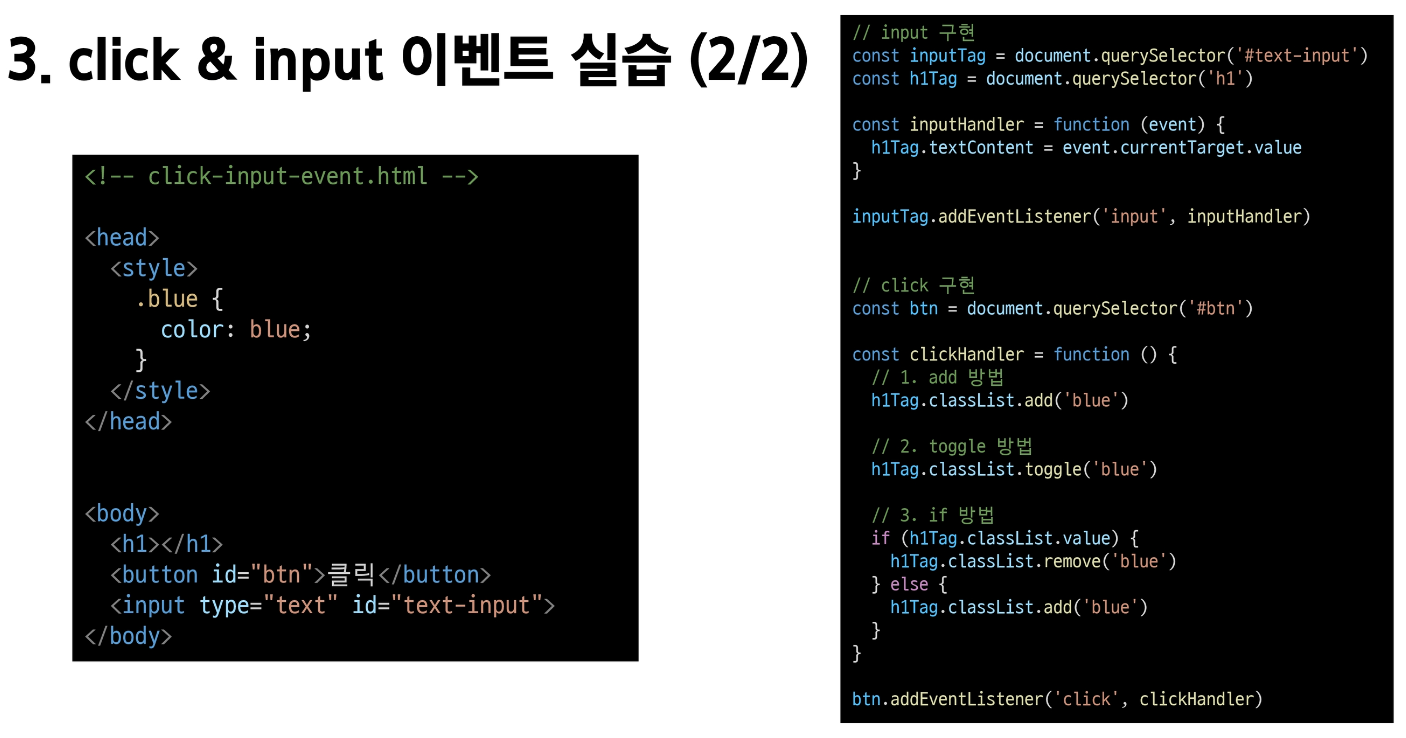 3. click & input 이벤트 실습 (2/2)
<!-- click-input-event.html -->
<head>
<style>
.blue {
color: blue;
}
</style>
</head>
<body>
<h1></h1>
<button id="btn">클릭</button>
<input type="text" id="text-input">
</body>
// input 구현
const inputTag = document.querySelector('#text-input')
const h1Tag = document.querySelector('h1')
const inputHandler = function (event) {
h1Tag.textContent = event.currentTarget.value
}
inputTag.addEventListener('input', inputHandler)
// click 구현
const btn = document.querySelector('#btn')
const clickHandler = function () {
// 1. add 방법
h1Tag.classList.add('blue')
// 2. toggle 방법
h1Tag.classList.toggle('blue')
// 3. if 방법
if (h1Tag.classList.value) {
h1Tag.classList.remove('blue')
} else {
h1Tag.classList.add('blue')
}
}
btn.addEventListener('click', clickHandler)